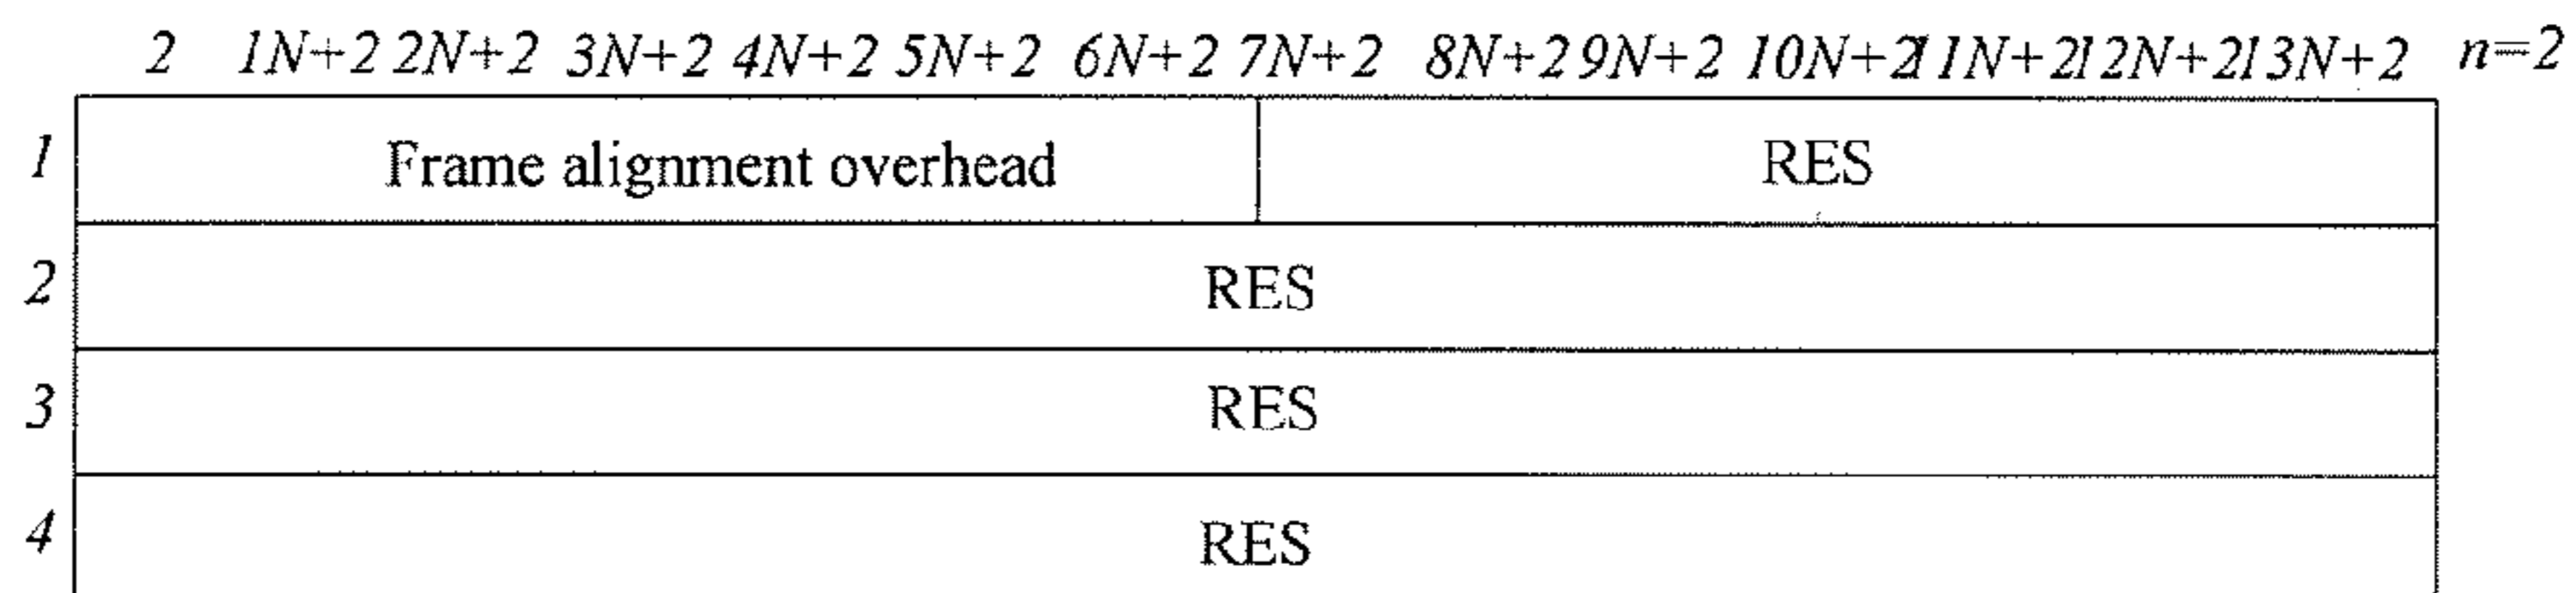 2 1N+2 2N+2 3N+2 4N+2 5N+2 6N+2 7N+2 8N+2 9N+2 10N+2 11N+2 12N+2 13N+2 n=2
1 Frame alignment overhead RES
2 RES
3 RES
4 RES